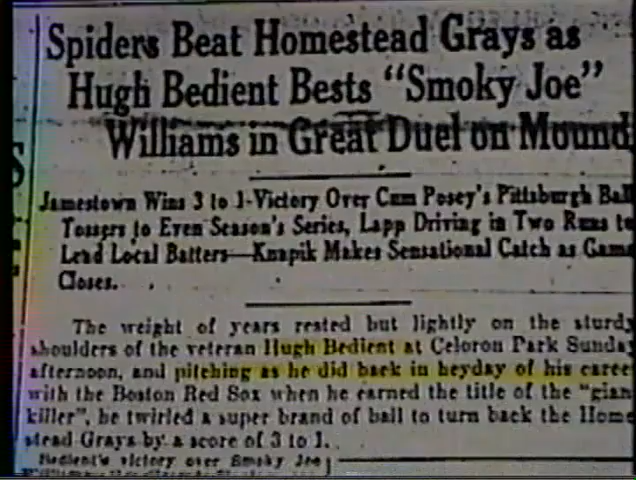 Spiders Beat Homestead Grays as
Hugh Bedient Bests "Smoky Joe"
Williams in Great Duel on Mound
Jamestown Wins 3 to 1-Victory Over Cum Posey's Pittsburgh Ball
Tossers to Even Season's Series, Lapp Driving in Two Runs to
Lead Local Batters—Knapik Makes Sensational Catch as Game
Closes.
The weight of years rested but lightly on the sturdy
shoulders of the veteran Hugh Bedient at Celoron Park Sunday
afternoon, and pitching as he did back in heyday of his career
with the Boston Red Sox when he earned the title of the "gian
killer", he twirled a super brand of ball to turn back the Home
stead Grays by a score of 3 to 1.
Bedient's victory over Smoky Joe